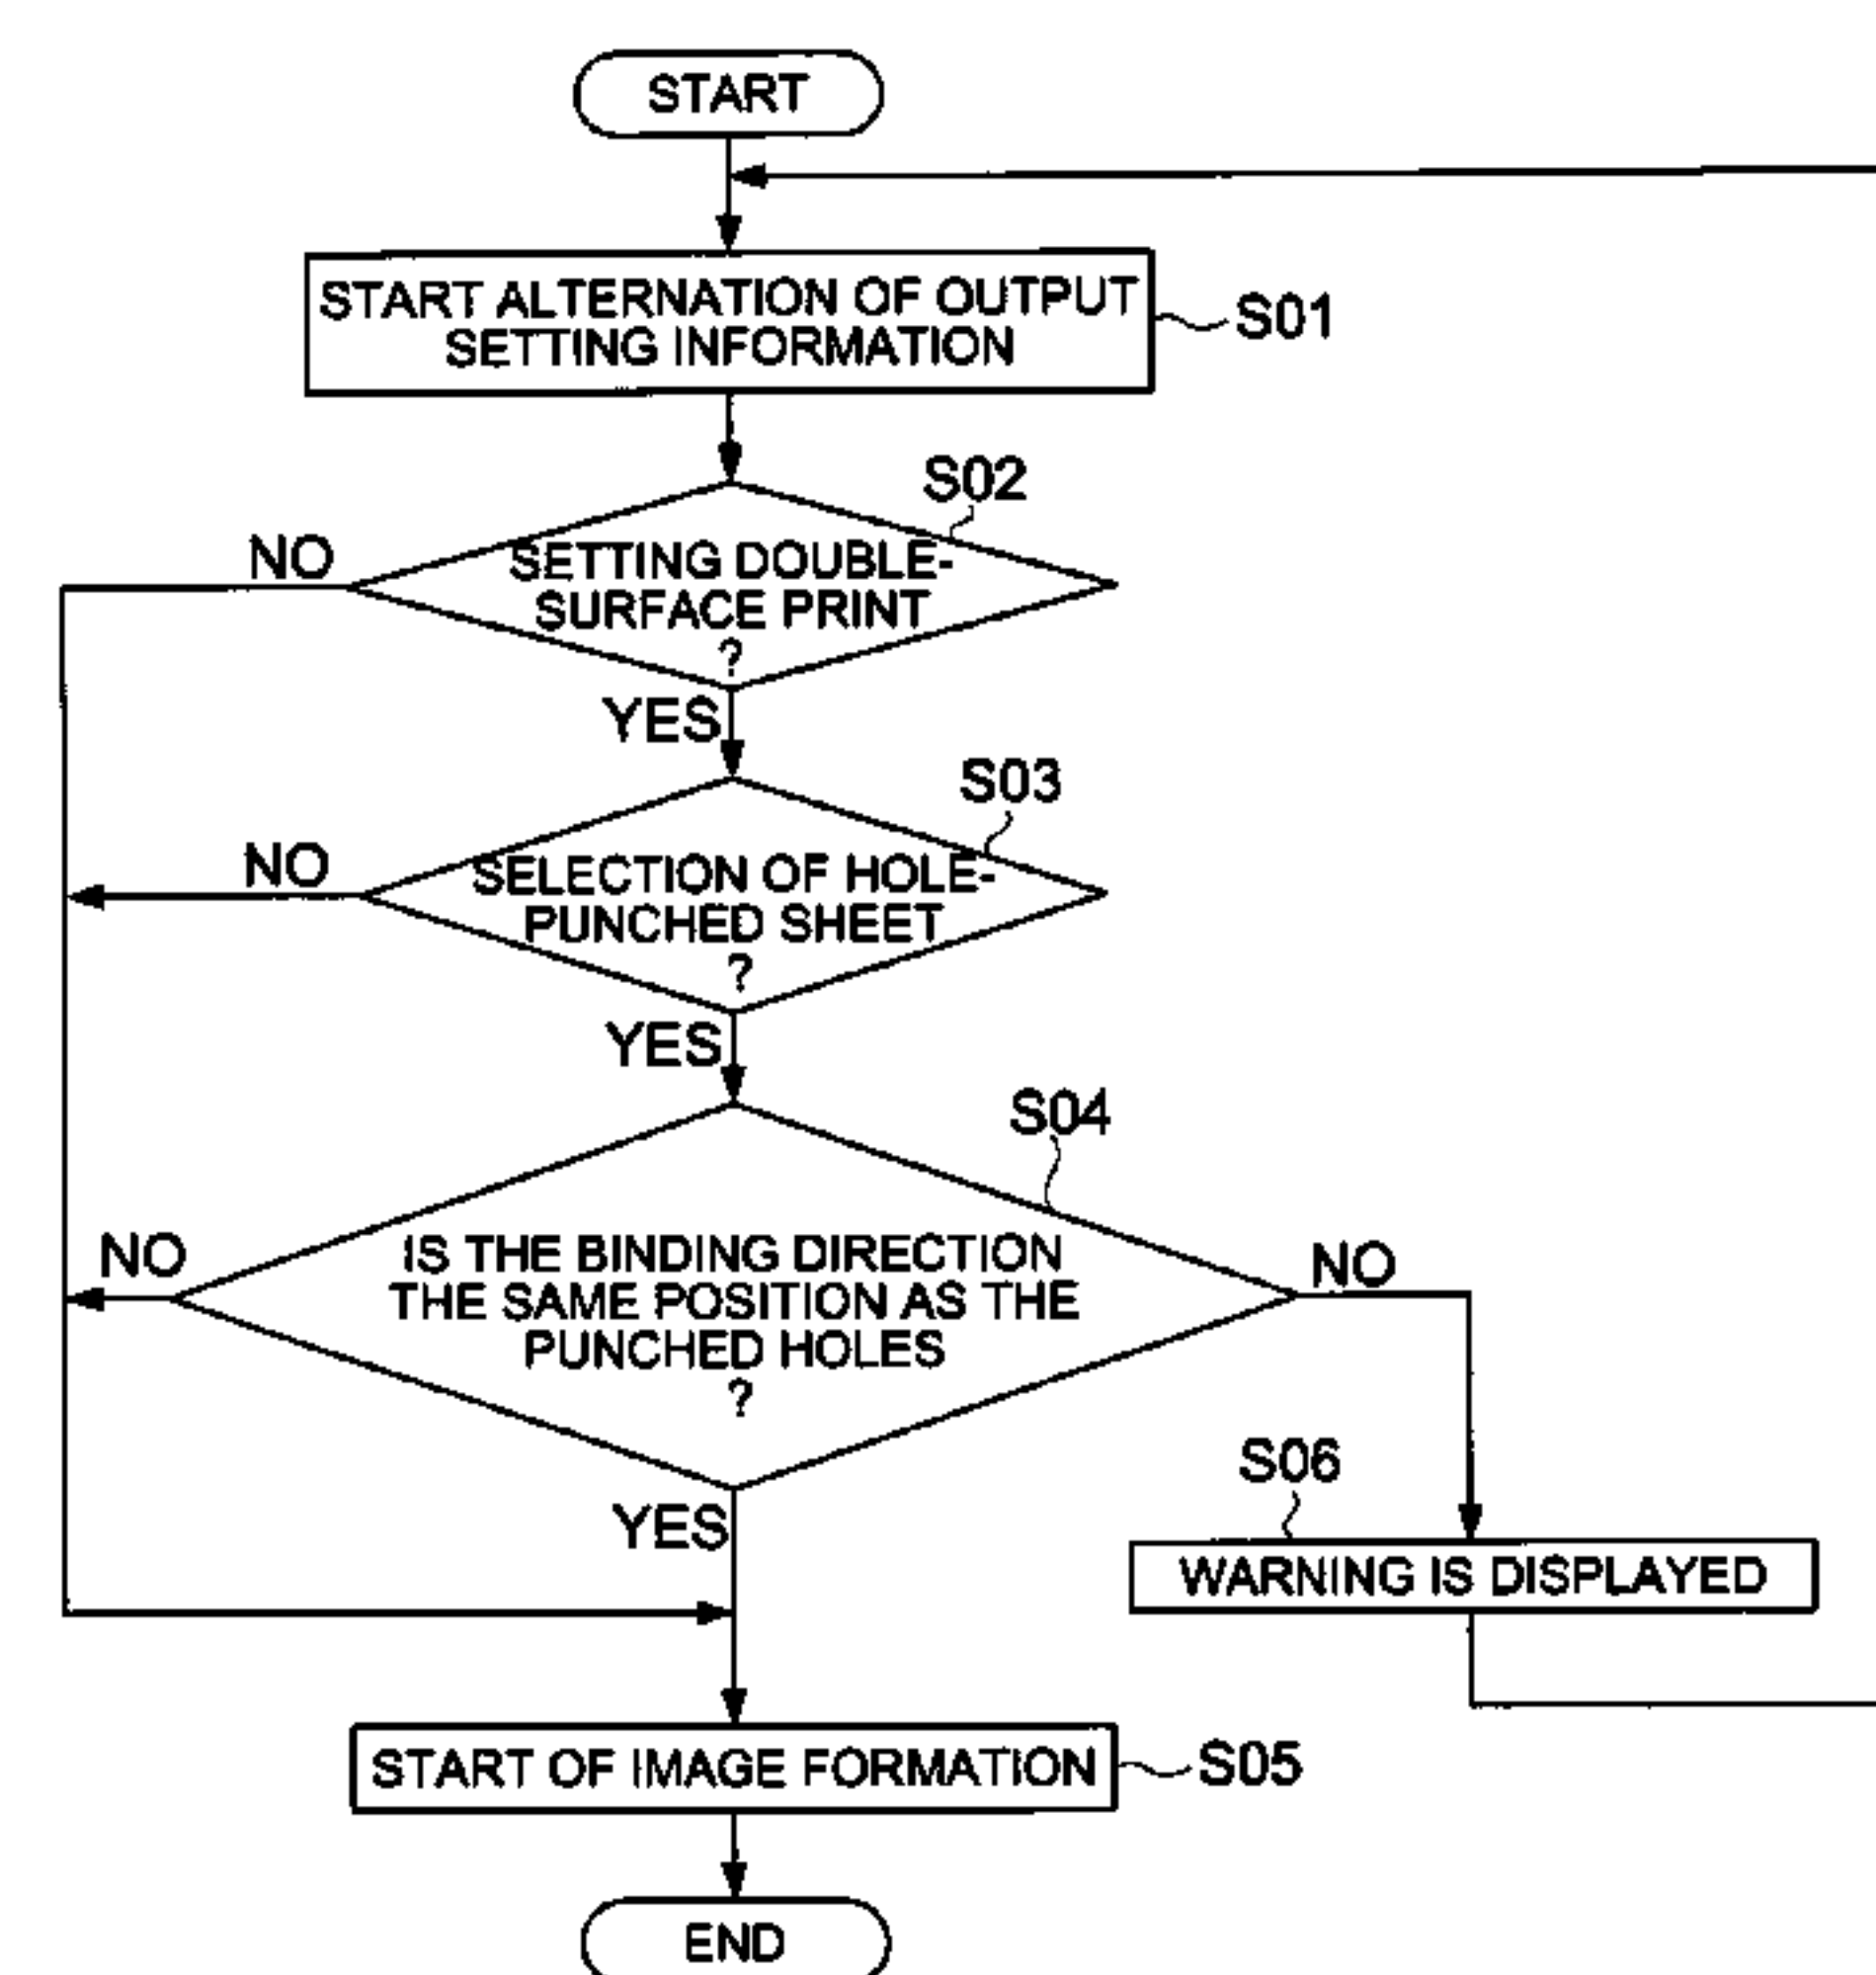 START
START ALTERNATION OF OUTPUT
SETTING INFORMATION
S01
S02
NO
SETTING DOUBLE-
SURFACE PRINT
?
YES
S03
NO
SELECTION OF HOLE-
PUNCHED SHEET
?
YES
S04
NO
IS THE BINDING DIRECTION
THE SAME POSITION AS THE
PUNCHED HOLES
?
NO
YES
S06
WARNING IS DISPLAYED
START OF IMAGE FORMATION
S05
END